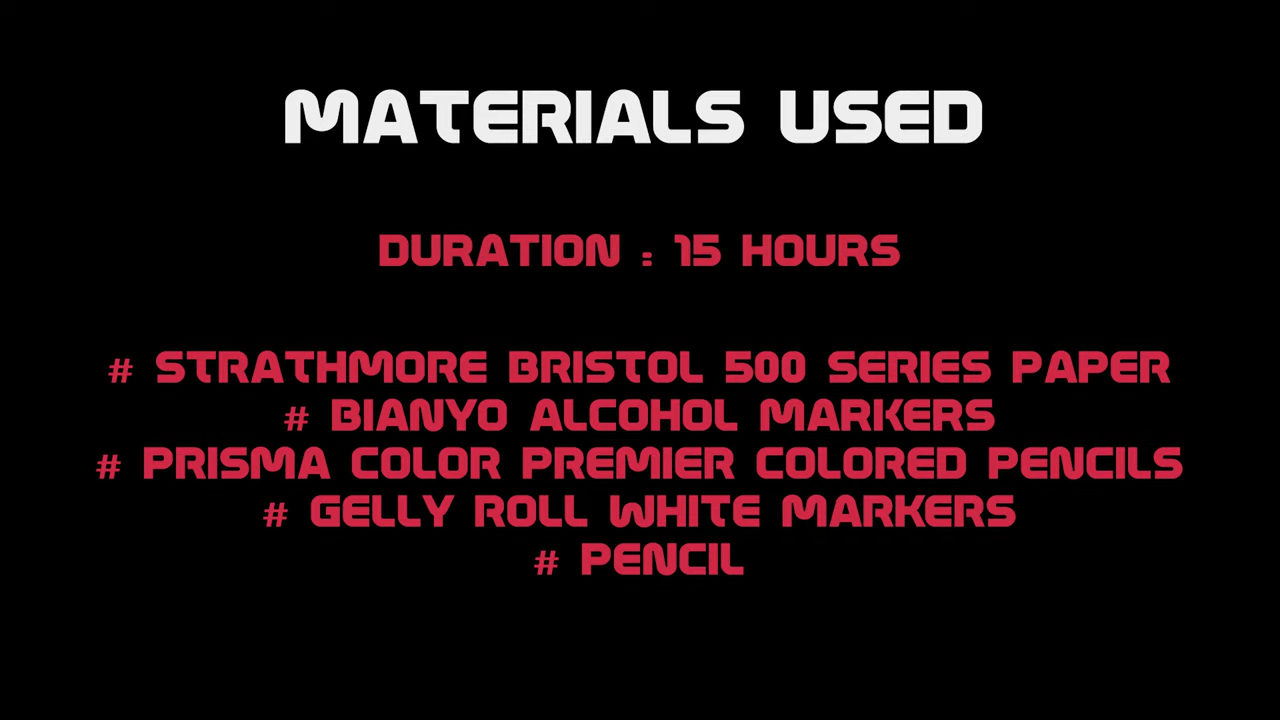 MATERIALS USED
DURATION : 15 HOURS
# STRATHMORE BRISTOL 500 SERIES PAPER
# BIANYO ALCOHOL MARKERS
# PRISMA COLOR PREMIER COLORED PENCILS
# GELLY ROLL WHITE MARKERS
# PENCIL